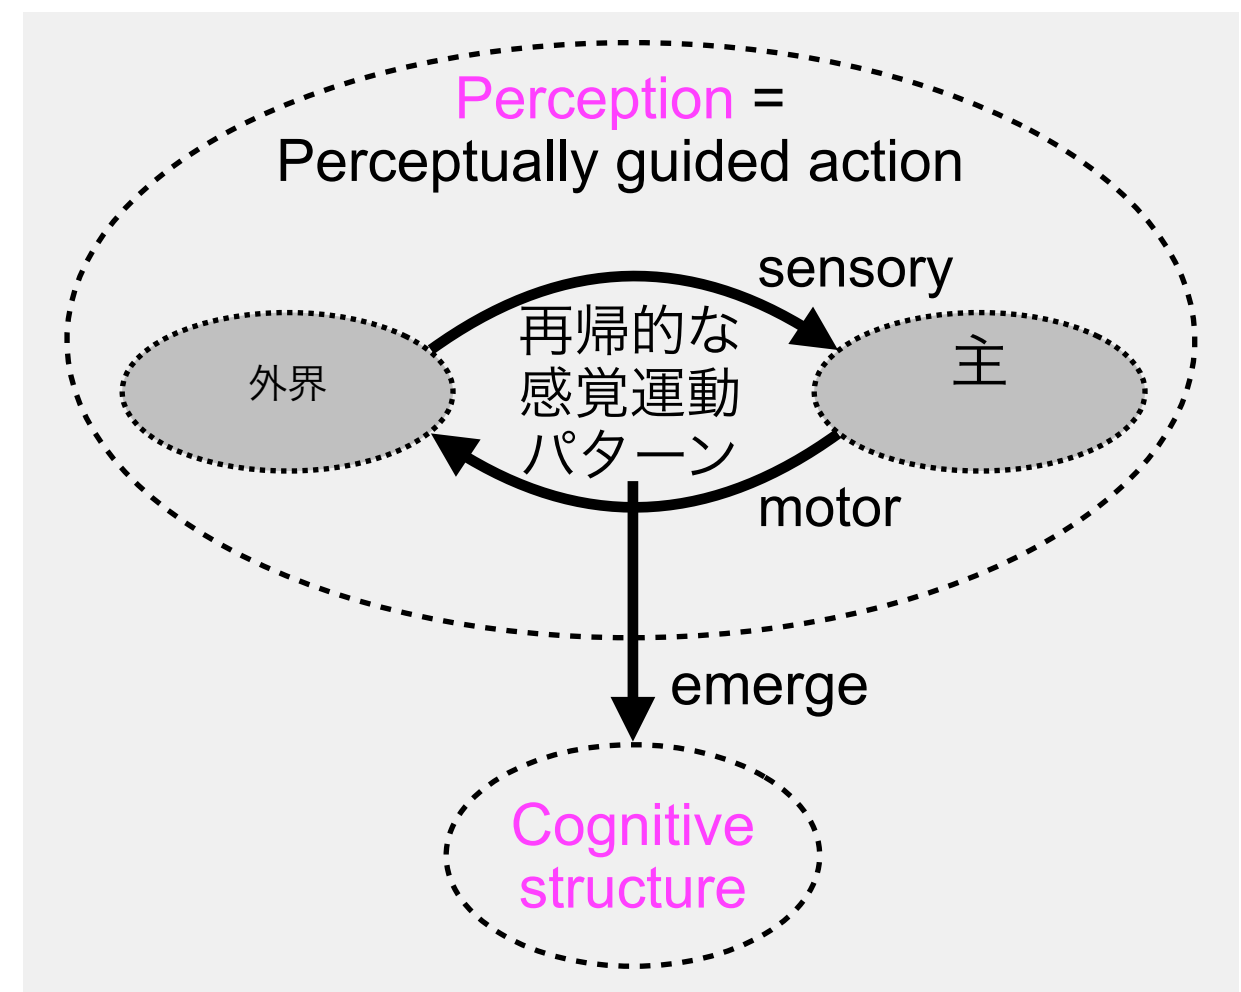 Perception =
Perceptually guided action
sensory
外界
再帰的な
感覚運動
パターン
主
motor
emerge
Cognitive
structure